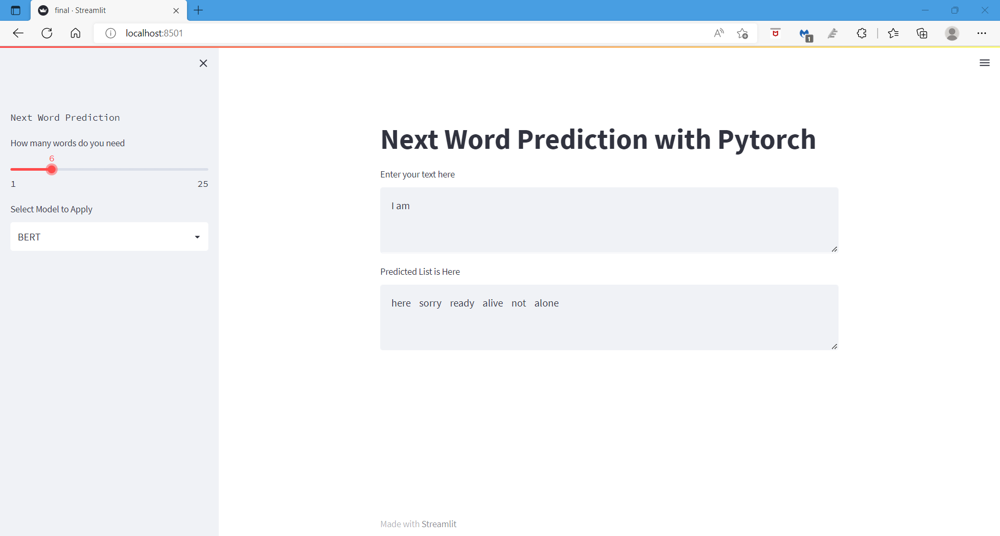 final · Streamlit
localhost:8501
1
Next Word Prediction
How many words do you need
6
1 25
Select Model to Apply
BERT
Next Word Prediction with Pytorch
Enter your text here
I am
Predicted List is Here
here sorry ready alive not alone
Made with Streamlit